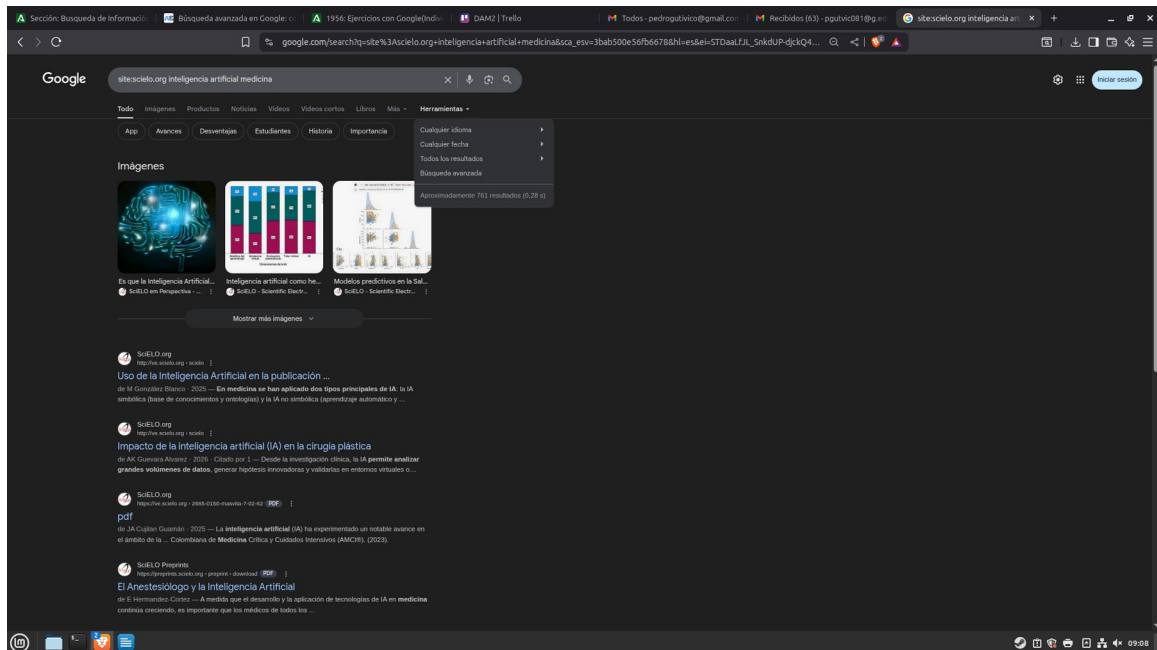 Sección: Busqueda de Informació
Búsqueda avanzada en Google: co
1956: Ejercicios con Google(Indiv
DAM2 | Trello
Todos - pedrogutivico@gmail.com
Recibidos (63) - pgutvic081@g.ed
site:scielo.org inteligencia arti
google.com/search?q=site%3Ascielo.org+inteligencia+artificial+medicina&sca_esv=3bab500e56fb6678&hl=es&ei=STDaaLfJL_SnkdUP-djckQ4...
Google
site:scielo.org inteligencia artificial medicina
Iniciar sesión
Todo Imágenes Productos Noticias Vídeos Vídeos cortos Libros Más Herramientas
App Avances Desventajas Estudiantes Historia Importancia
Cualquier idioma
Cualquier fecha
Todos los resultados
Búsqueda avanzada
Aproximadamente 761 resultados (0,28 s)
Imágenes
Es que la Inteligencia Artificial...
SciELO em Perspectiva - ...
Inteligencia artificial como he...
SciELO - Scientific Electr...
Modelos predictivos en la Sal...
SciELO - Scientific Electr...
Mostrar más imágenes
SciELO.org
http://ve.scielo.org › scielo
Uso de la Inteligencia Artificial en la publicación ...
de M González Blanco · 2025 — En medicina se han aplicado dos tipos principales de IA: la IA
simbólica (base de conocimientos y ontologías) y la IA no simbólica (aprendizaje automático y ...
SciELO.org
http://ve.scielo.org › scielo
Impacto de la inteligencia artificial (IA) en la cirugía plástica
de AK Guevara Alvarez · 2026 · Citado por 1 — Desde la investigación clínica, la IA permite analizar
grandes volúmenes de datos, generar hipótesis innovadoras y validarlas en entornos virtuales o...
SciELO.org
https://ve.scielo.org › 2665-0150-masvita-7-02-62 PDF
pdf
de JA Cujilan Guamán · 2025 — La inteligencia artificial (IA) ha experimentado un notable avance en
el ámbito de la ... Colombiana de Medicina Crítica y Cuidados Intensivos (AMCI®). (2023).
SciELO Preprints
https://preprints.scielo.org › preprint › download PDF
El Anestesiólogo y la Inteligencia Artificial
de E Hernandez-Cortez — A medida que el desarrollo y la aplicación de tecnologías de IA en medicina
continúa creciendo, es importante que los médicos de todos los ...
09:08